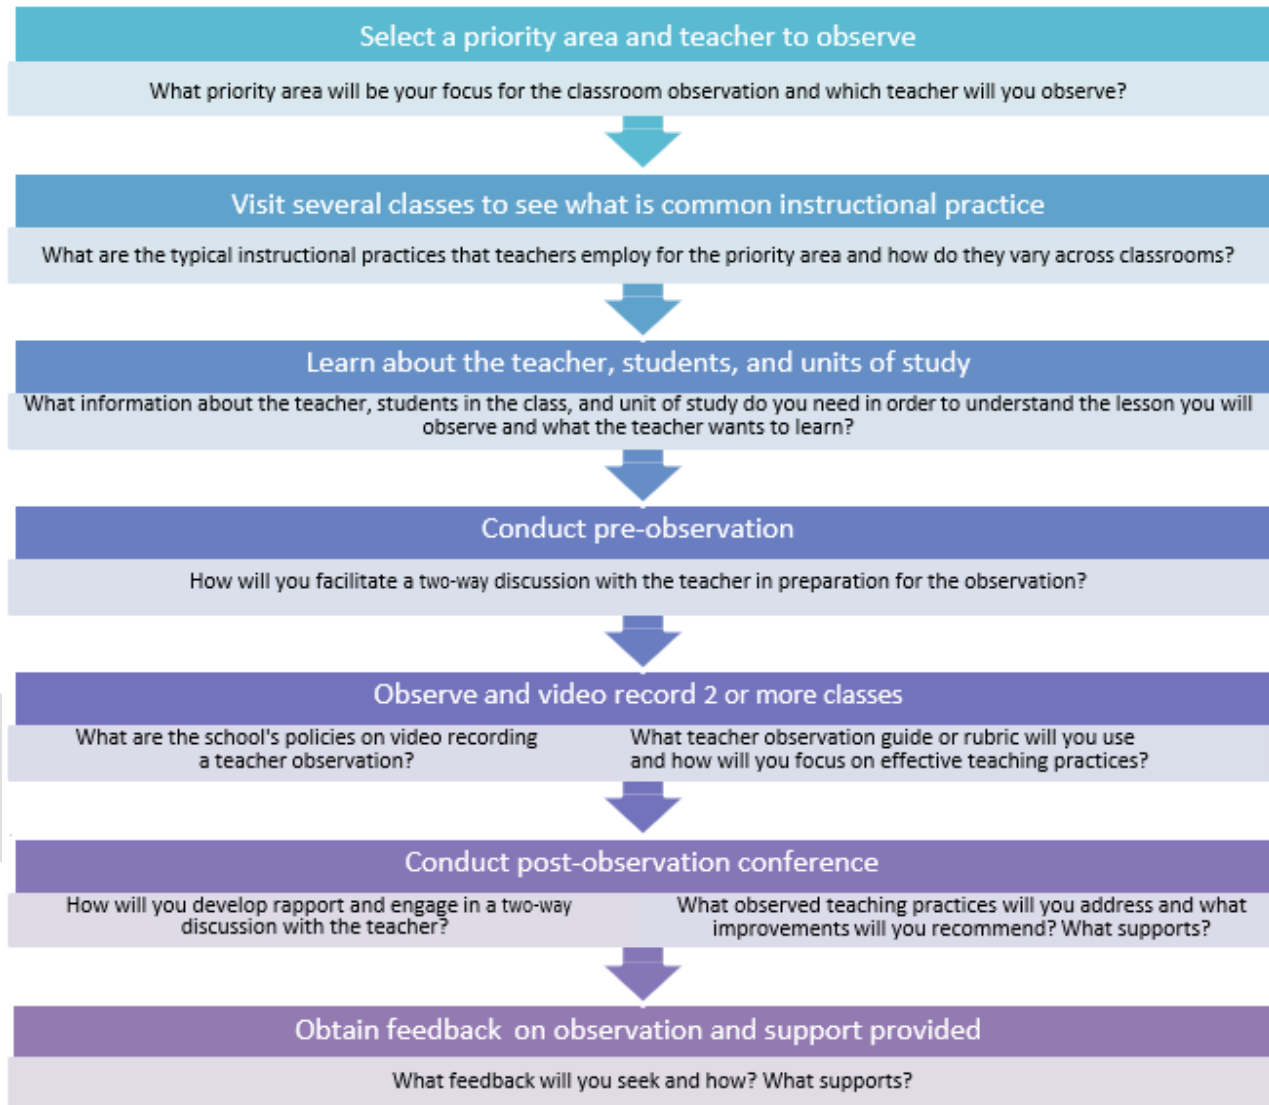 Select a priority area and teacher to observe
What priority area will be your focus for the classroom observation and which teacher will you observe?
Visit several classes to see what is common instructional practice
What are the typical instructional practices that teachers employ for the priority area and how do they vary across classrooms?
Learn about the teacher, students, and units of study
What information about the teacher, students in the class, and unit of study do you need in order to understand the lesson you will
observe and what the teacher wants to learn?
Conduct pre-observation
How will you facilitate a two-way discussion with the teacher in preparation for the observation?
Observe and video record 2 or more classes
What are the school's policies on video recording
a teacher observation?
What teacher observation guide or rubric will you use
and how will you focus on effective teaching practices?
Conduct post-observation conference
How will you develop rapport and engage in a two-way
discussion with the teacher?
What observed teaching practices will you address and what
improvements will you recommend? What supports?
Obtain feedback on observation and support provided
What feedback will you seek and how? What supports?